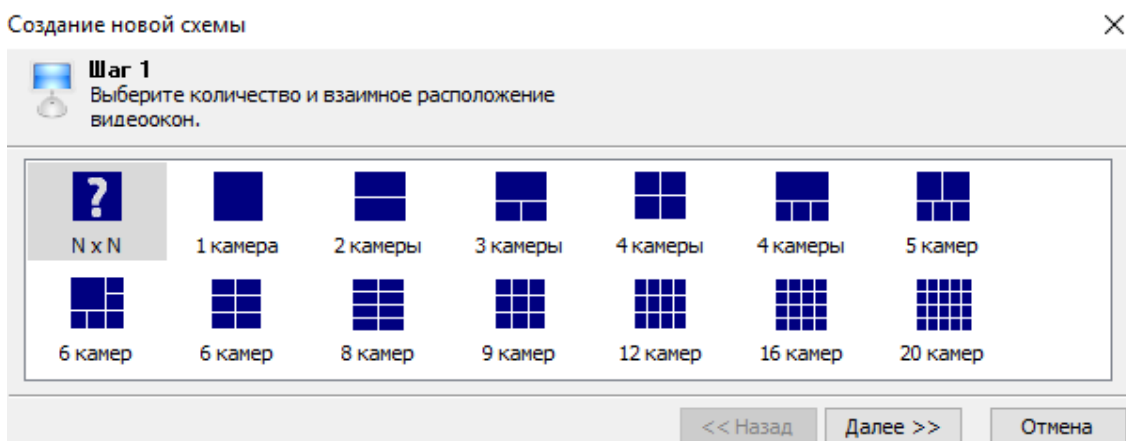 Создание новой схемы
Шаг 1
Выберите количество и взаимное расположение
видеоокон.
?
N x N
1 камера
2 камеры
3 камеры
4 камеры
4 камеры
5 камер
6 камер
6 камер
8 камер
9 камер
12 камер
16 камер
20 камер
<< Назад
Далее >>
Отмена